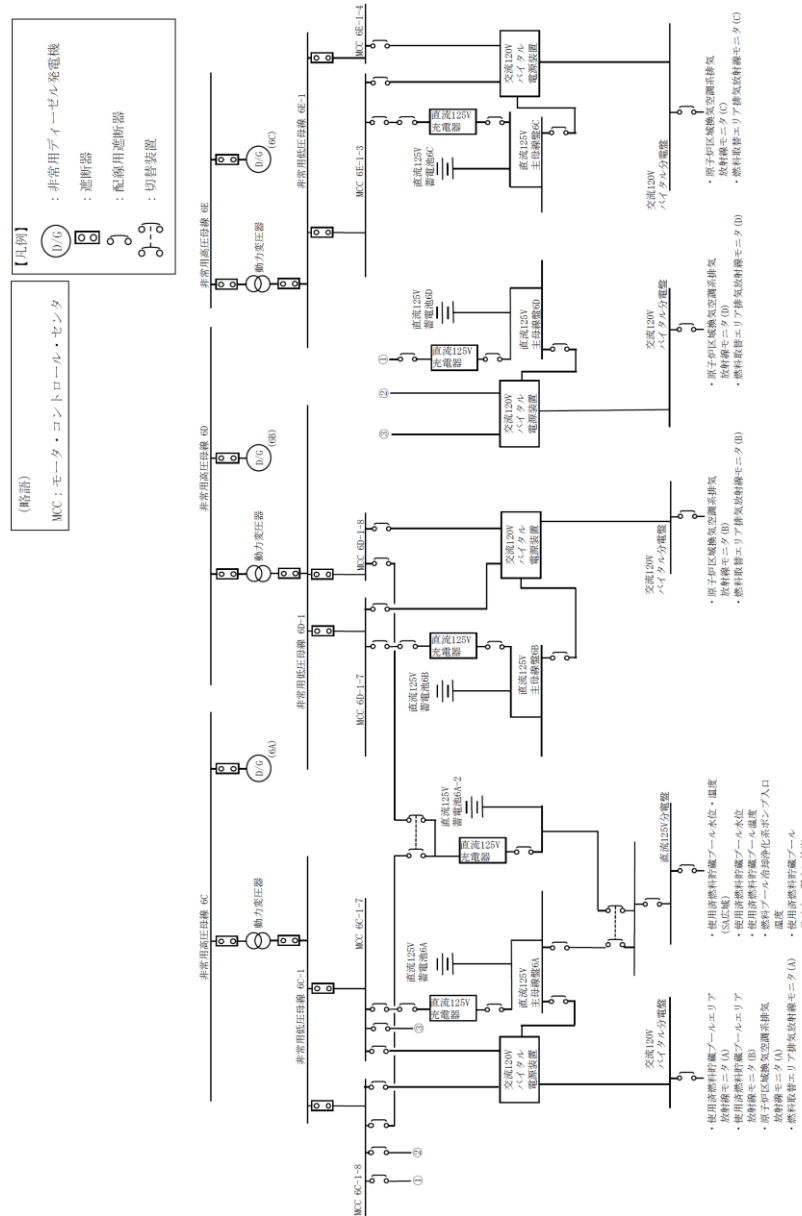 (略語)
MCC：モータ・コントロール・センタ
【凡例】
D/G
：非常用ディーゼル発電機
：遮断器
：配線用遮断器
：切替装置
非常用高圧母線 6C
D/G
(6A)
動力変圧器
非常用低圧母線 6C-1
MCC 6C-1-8
①
②
MCC 6C-1-7
③
直流125V
充電器
直流125V
蓄電池6A
直流125V
主母線盤6A
交流120V
バイタル
電源装置
交流120V
バイタル分電盤
・使用済燃料貯蔵プールエリア
放射線モニタ(A)
・使用済燃料貯蔵プールエリア
放射線モニタ(B)
・原子炉区域換気空調系排気
放射線モニタ(A)
・燃料取替エリア排気放射線モニタ(A)
直流125V
蓄電池6A-2
直流125V
充電器
直流125V分電盤
・使用済燃料貯蔵プール水位・温度
(SA広域)
・使用済燃料貯蔵プール水位
・使用済燃料貯蔵プール温度
・燃料プール冷却浄化系ポンプ入口
温度
・使用済燃料貯蔵プール
非常用高圧母線 6D
D/G
(6B)
動力変圧器
非常用低圧母線 6D-1
MCC 6D-1-7
MCC 6D-1-8
直流125V
充電器
直流125V
蓄電池6B
直流125V
主母線盤6B
交流120V
バイタル
電源装置
交流120V
バイタル分電盤
・原子炉区域換気空調系排気
放射線モニタ(B)
・燃料取替エリア排気放射線モニタ(B)
③
②
①
直流125V
充電器
直流125V
蓄電池6D
直流125V
主母線盤6D
交流120V
バイタル
電源装置
交流120V
バイタル分電盤
・原子炉区域換気空調系排気
放射線モニタ(D)
・燃料取替エリア排気放射線モニタ(D)
非常用高圧母線 6E
D/G
(6C)
動力変圧器
非常用低圧母線 6E-1
MCC 6E-1-3
MCC 6E-1-4
直流125V
充電器
直流125V
蓄電池6C
直流125V
主母線盤6C
交流120V
バイタル
電源装置
交流120V
バイタル分電盤
・原子炉区域換気空調系排気
放射線モニタ(C)
・燃料取替エリア排気放射線モニタ(C)